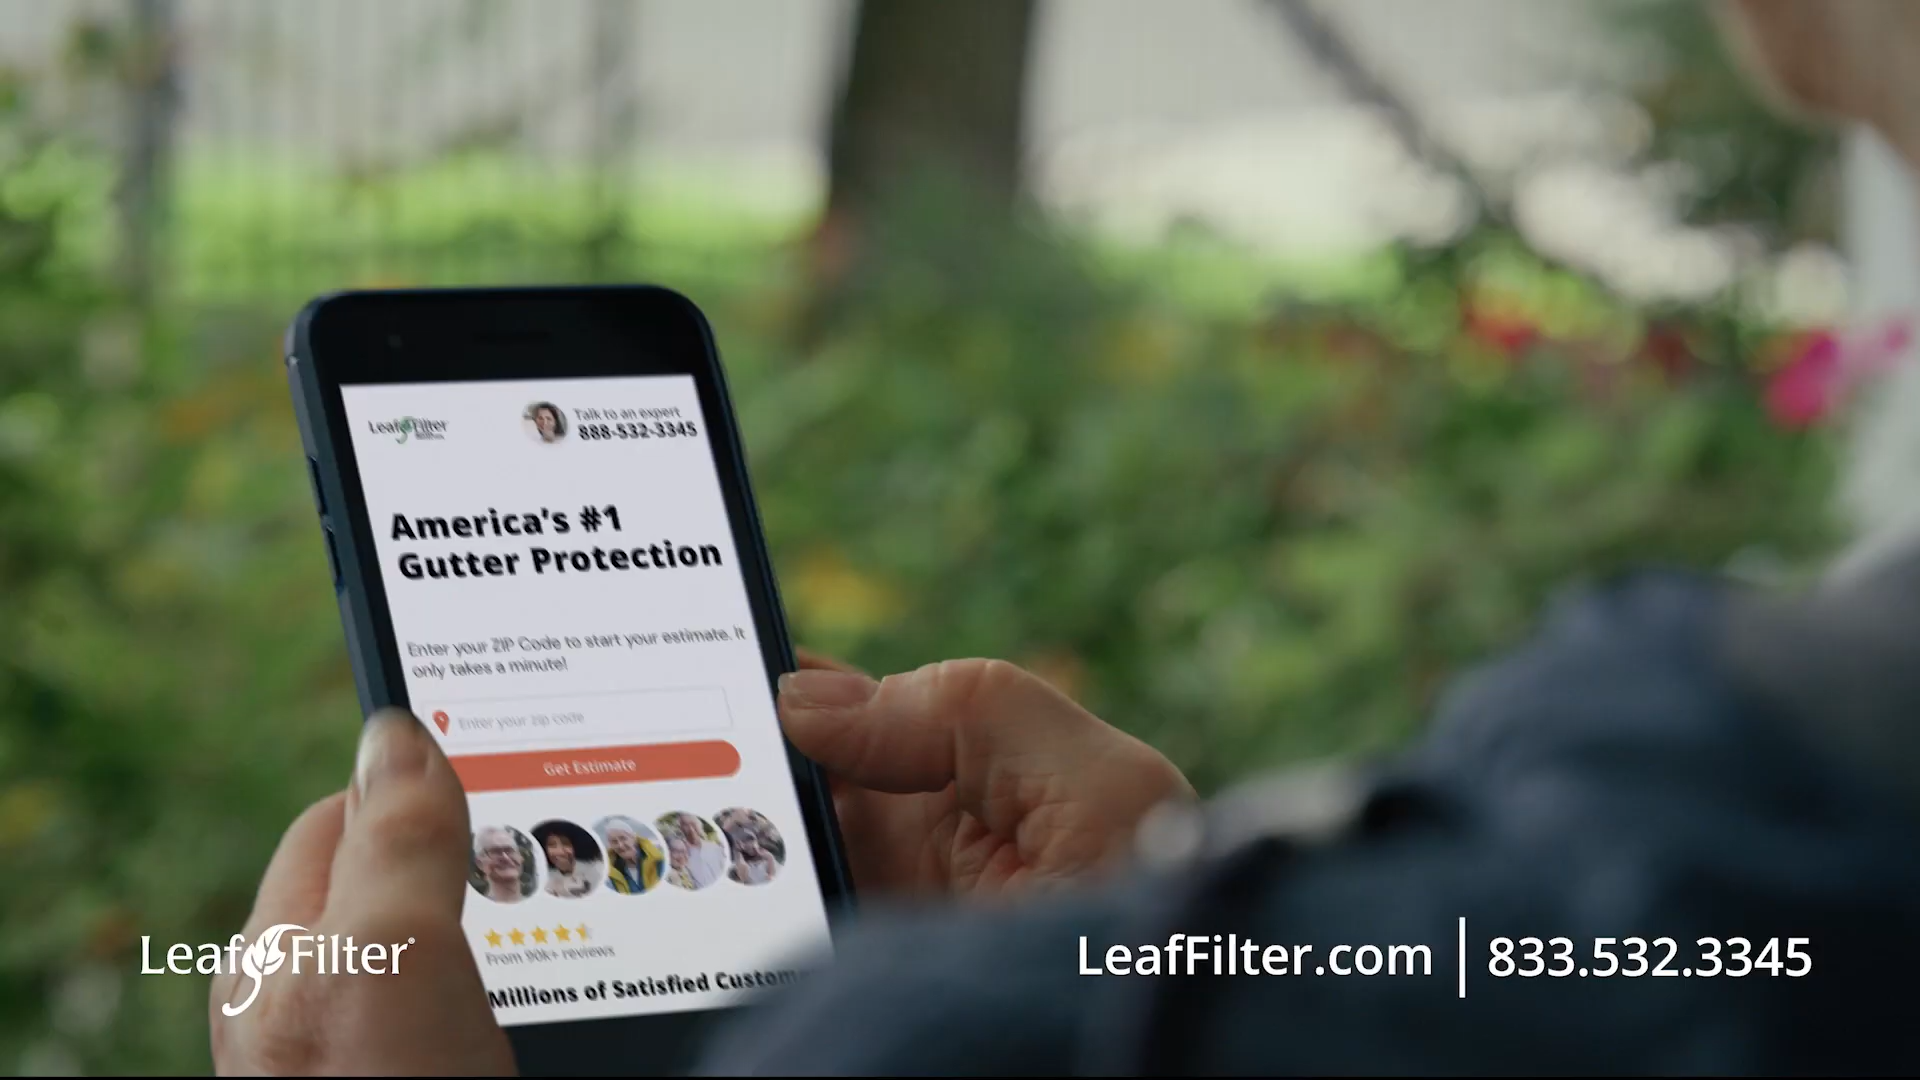 LeafFilter
Talk to an expert
888-532-3345
America's #1
Gutter Protection
Enter your ZIP Code to start your estimate. It
only takes a minute!
Enter your zip code
Get Estimate
From 90k+ reviews
Millions of Satisfied Custom
LeafFilter®
LeafFilter.com | 833.532.3345